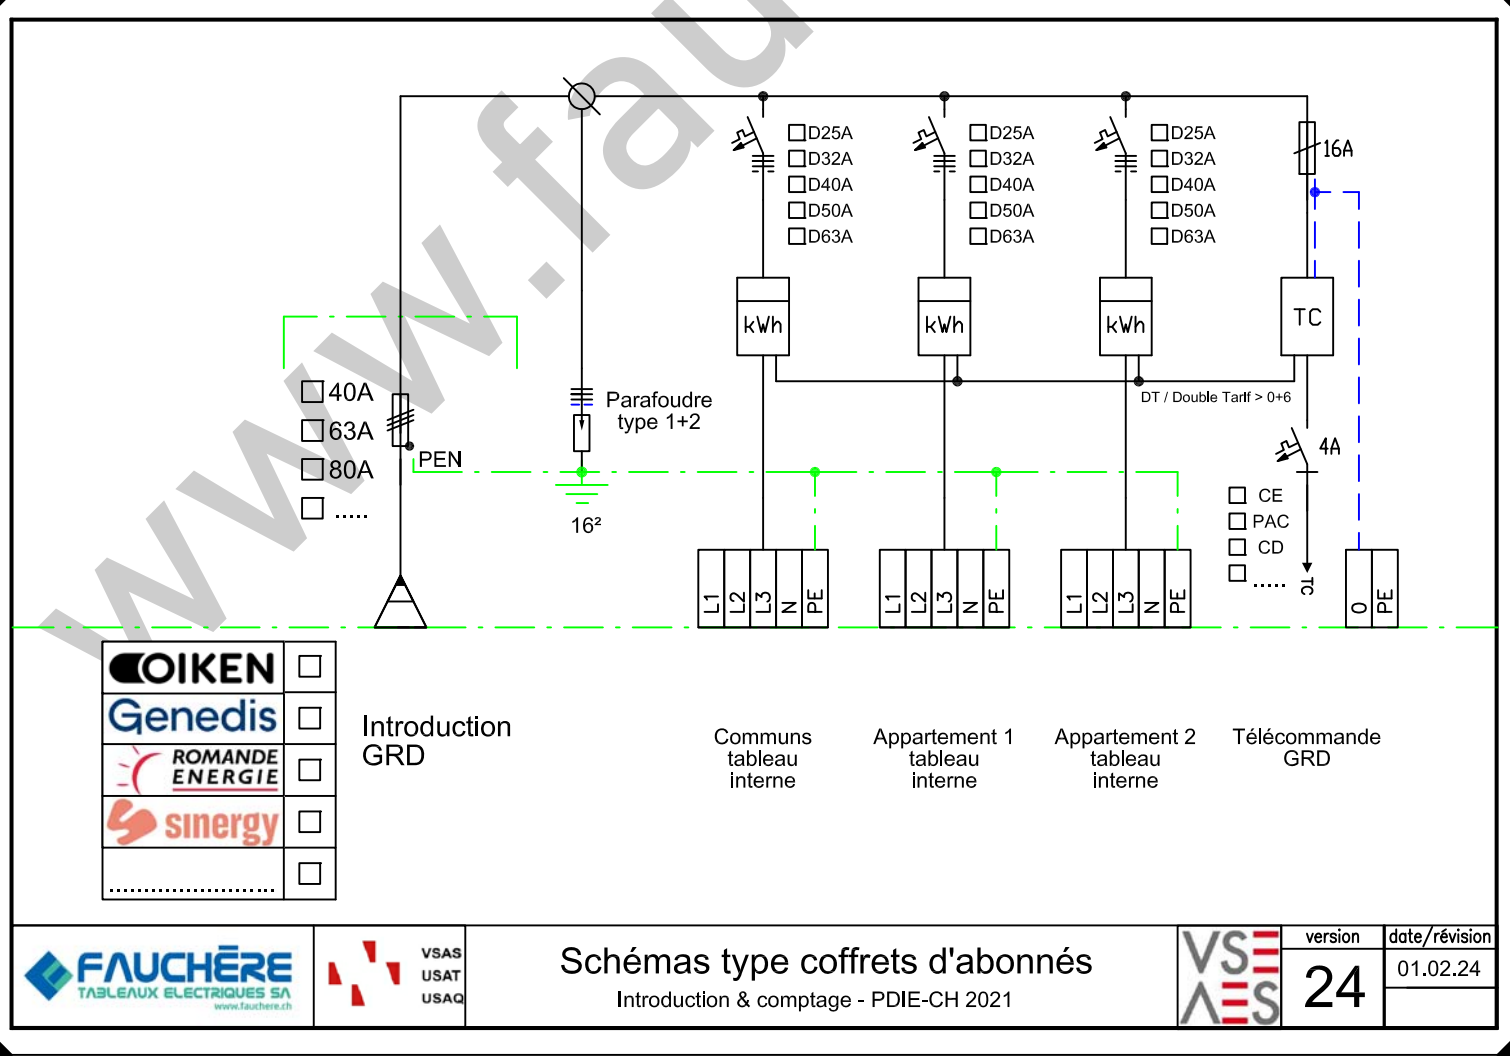 www.fau
D25A
D32A
D40A
D50A
D63A
D25A
D32A
D40A
D50A
D63A
D25A
D32A
D40A
D50A
D63A
16A
kWh
kWh
kWh
TC
DT / Double Tarif > 0+6
40A
63A
80A
.....
PEN
Parafoudre
type 1+2
16²
4A
CE
PAC
CD
.....
TC
L1 L2 L3 N PE
L1 L2 L3 N PE
L1 L2 L3 N PE
0 PE
OIKEN
Genedis
ROMANDE
ENERGIE
sinergy
......................
Introduction
GRD
Communs
tableau
interne
Appartement 1
tableau
interne
Appartement 2
tableau
interne
Télécommande
GRD
FAUCHÈRE
TABLEAUX ELECTRIQUES SA
www.fauchere.ch
VSAS
USAT
USAQ
Schémas type coffrets d'abonnés
Introduction & comptage - PDIE-CH 2021
VSE
AES
version
24
date/révision
01.02.24